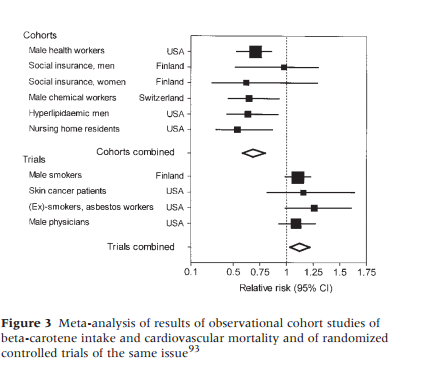 Cohorts
Male health workers USA
Social insurance, men Finland
Social insurance, women Finland
Male chemical workers Switzerland
Hyperlipidaemic men USA
Nursing home residents USA
Cohorts combined
Trials
Male smokers Finland
Skin cancer patients USA
(Ex)-smokers, asbestos workers USA
Male physicians USA
Trials combined
0.1 0.5 0.75 1 1.25 1.5 1.75
Relative risk (95% CI)
Figure 3 Meta-analysis of results of observational cohort studies of
beta-carotene intake and cardiovascular mortality and of randomized
controlled trials of the same issue93